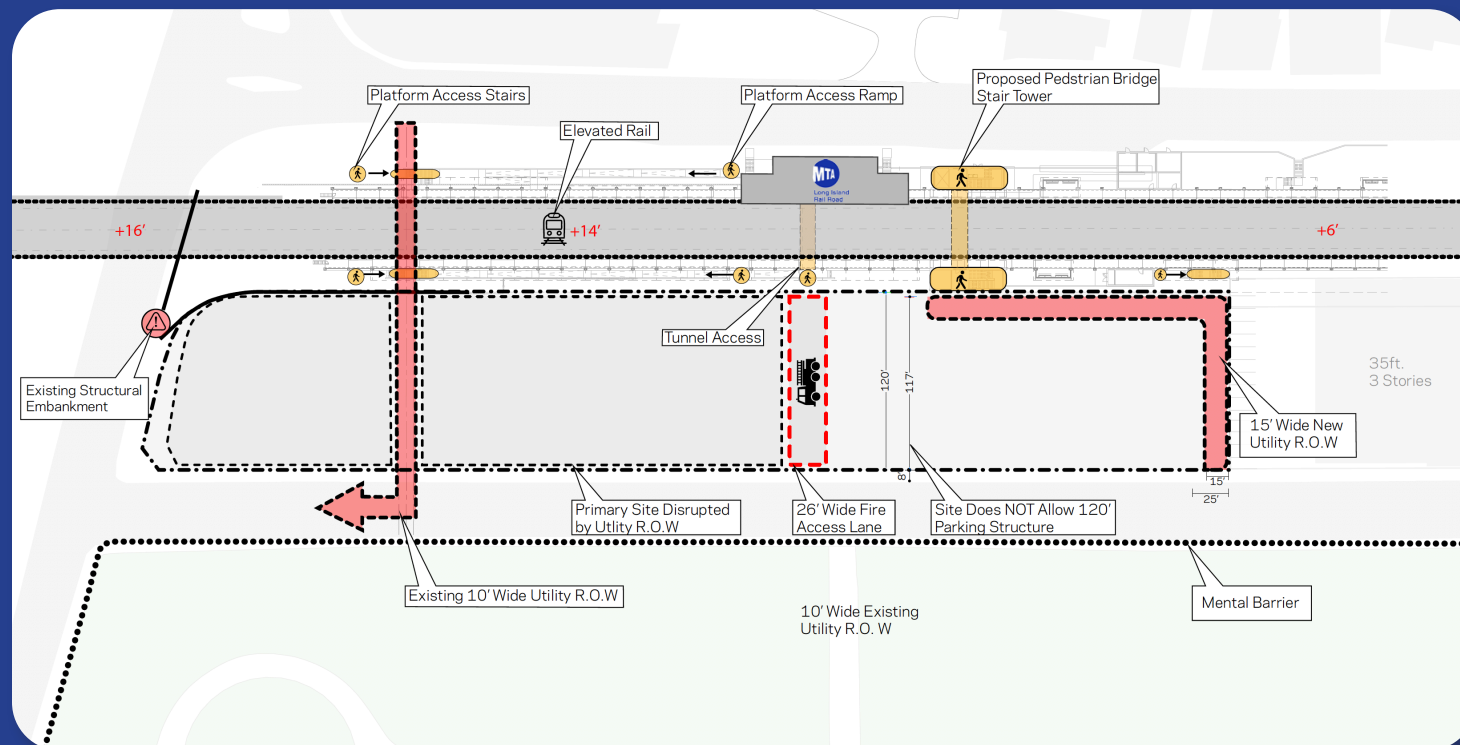 Proposed Pedstrian Bridge
Stair Tower
Platform Access Stairs
Platform Access Ramp
Elevated Rail
MTA
Long Island
Rail Road
+16'
+14'
+6'
Tunnel Access
35ft.
3 Stories
120'
117'
Existing Structural
Embankment
15' Wide New
Utility R.O.W
8'
15'
25'
Primary Site Disrupted
by Utlity R.O.W
26' Wide Fire
Access Lane
Site Does NOT Allow 120'
Parking Structure
Existing 10' Wide Utility R.O.W
10' Wide Existing
Utility R.O. W
Mental Barrier